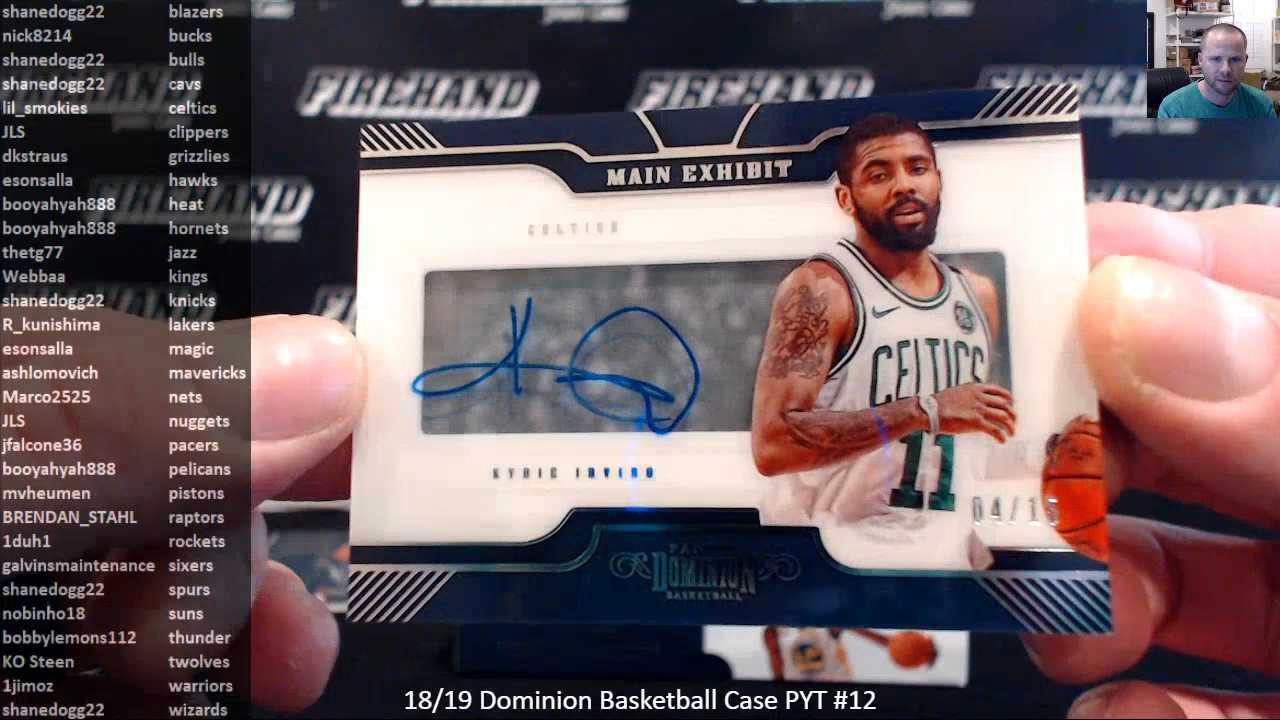 shanedogg22 blazers
nick8214 bucks
shanedogg22 bulls
shanedogg22 cavs
lil_smokies celtics
JLS clippers
dkstraus grizzlies
esonsalla hawks
booyahyah888 heat
booyahyah888 hornets
thetg77 jazz
Webbaa kings
shanedogg22 knicks
R_kunishima lakers
esonsalla magic
ashlomovich mavericks
Marco2525 nets
JLS nuggets
jfalcone36 pacers
booyahyah888 pelicans
mvheumen pistons
BRENDAN_STAHL raptors
1duh1 rockets
galvinsmaintenance sixers
shanedogg22 spurs
nobinho18 suns
bobbylemons112 thunder
KO Steen twolves
1jimoz warriors
shanedogg22 wizards
FIREHAND FIREHAND
FIREHAND
MAIN EXHIBIT
CELTICS
KYRIE IRVING
CELTICS
11
DOMINION
BASKETBALL
18/19 Dominion Basketball Case PYT #12